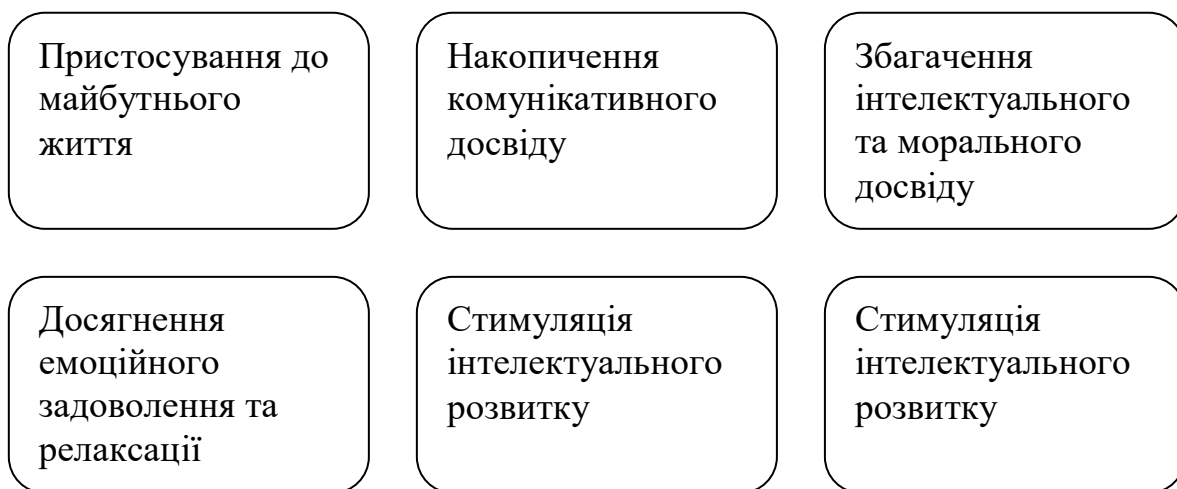 Пристосування до
майбутнього
життя
Накопичення
комунікативного
досвіду
Збагачення
інтелектуального
та морального
досвіду
Досягнення
емоційного
задоволення та
релаксації
Стимуляція
інтелектуального
розвитку
Стимуляція
інтелектуального
розвитку